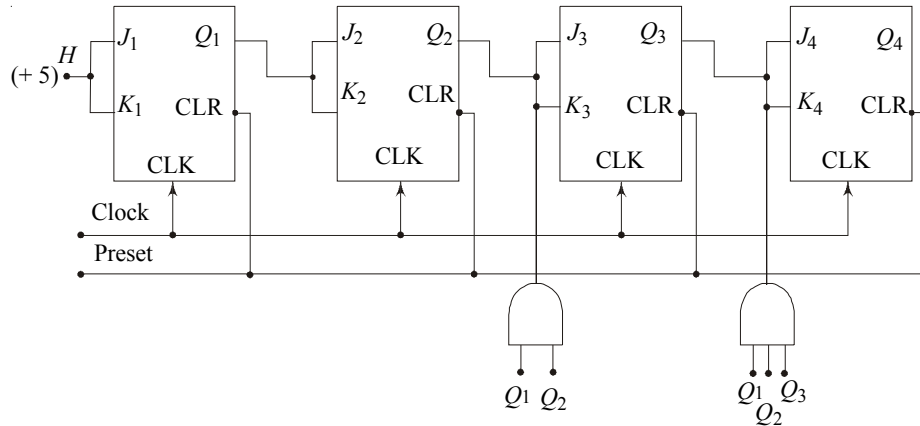 J1 Q1 J2 Q2 J3 Q3 J4 Q4
H
(+ 5)
K1 CLR K2 CLR K3 CLR K4 CLR
CLK CLK CLK CLK
Clock
Preset
Q1 Q2 Q1 Q3
Q2